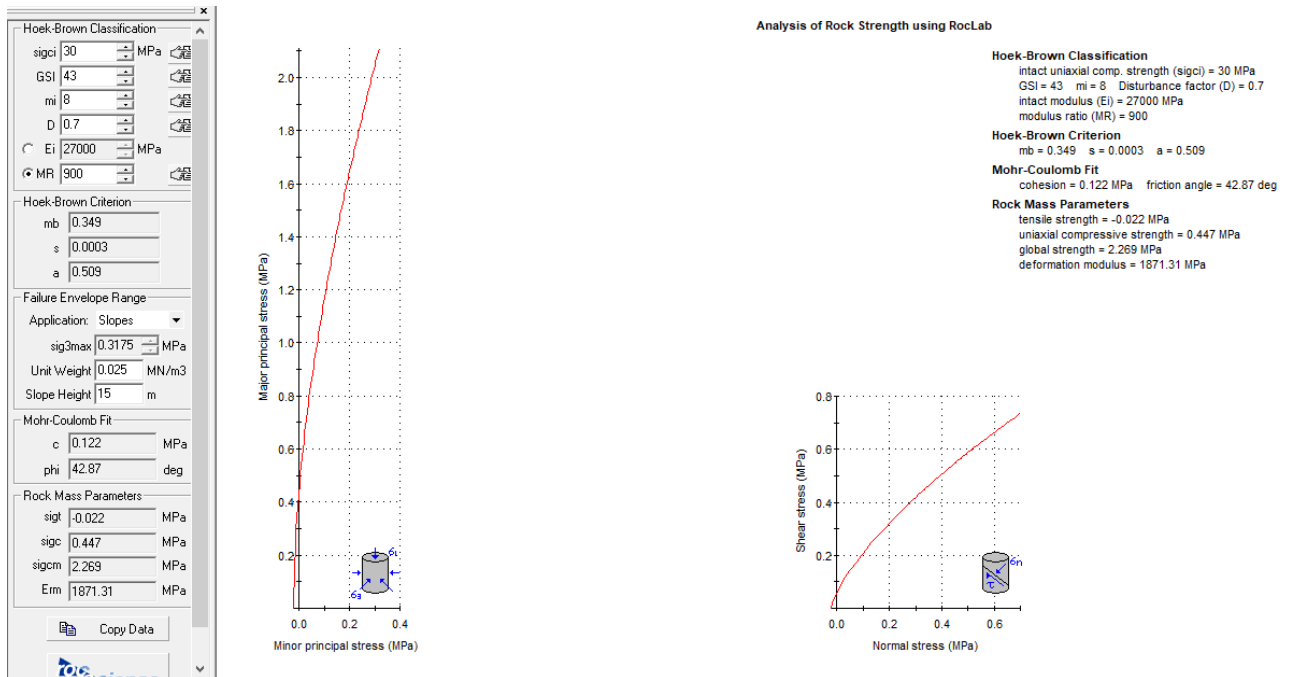 x
Hoek-Brown Classification
sigci 30 MPa
GSI 43
mi 8
D 0.7
Ei 27000 MPa
MR 900
Hoek-Brown Criterion
mb 0.349
s 0.0003
a 0.509
Failure Envelope Range
Application: Slopes
sig3max 0.3175 MPa
Unit Weight 0.025 MN/m3
Slope Height 15 m
Mohr-Coulomb Fit
c 0.122 MPa
phi 42.87 deg
Rock Mass Parameters
sigt -0.022 MPa
sigc 0.447 MPa
sigcm 2.269 MPa
Erm 1871.31 MPa
Copy Data
Major principal stress (MPa)
2.0
1.8
1.6
1.4
1.2
1.0
0.8
0.6
0.4
0.2
0.0 0.2 0.4
Minor principal stress (MPa)
σ1
σ3
Analysis of Rock Strength using RocLab
Hoek-Brown Classification
intact uniaxial comp. strength (sigci) = 30 MPa
GSI = 43 mi = 8 Disturbance factor (D) = 0.7
intact modulus (Ei) = 27000 MPa
modulus ratio (MR) = 900
Hoek-Brown Criterion
mb = 0.349 s = 0.0003 a = 0.509
Mohr-Coulomb Fit
cohesion = 0.122 MPa friction angle = 42.87 deg
Rock Mass Parameters
tensile strength = -0.022 MPa
uniaxial compressive strength = 0.447 MPa
global strength = 2.269 MPa
deformation modulus = 1871.31 MPa
Shear stress (MPa)
0.8
0.6
0.4
0.2
0.0 0.2 0.4 0.6
Normal stress (MPa)
σn
τ